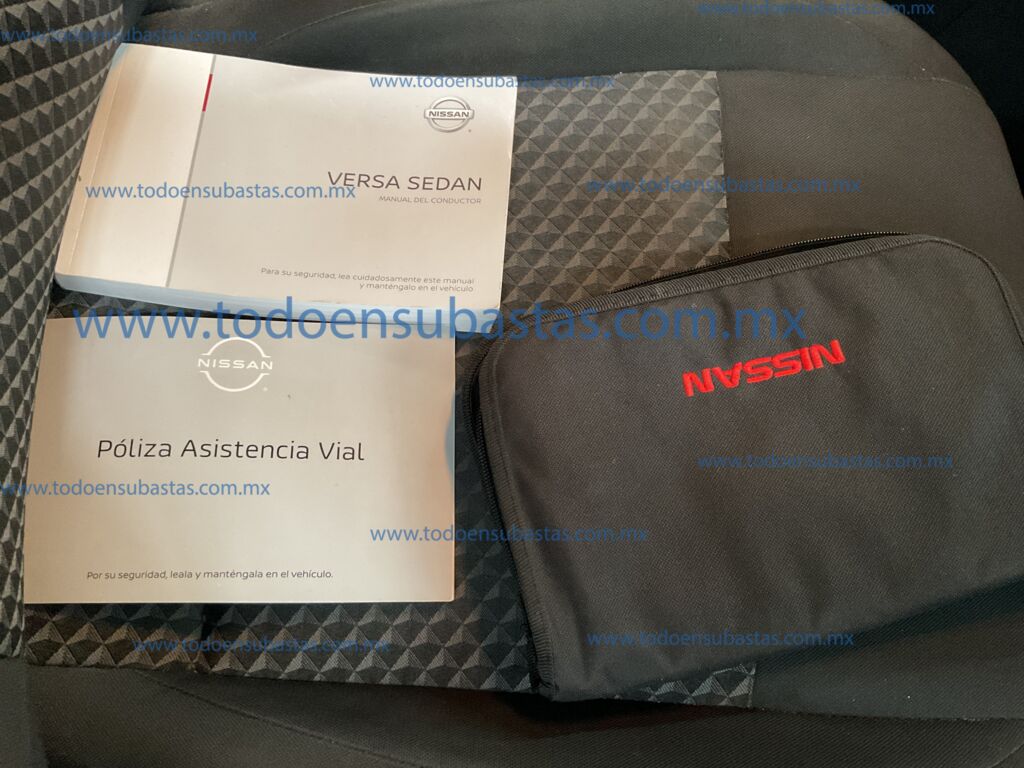 www.todoensubastas.com.mx
www.todoensubastas.com.mx
www.todoensubastas.com.mx
NISSAN
VERSA SEDAN
MANUAL DEL CONDUCTOR
www.todoensubastas.com.mx
www.todoensubastas.com.mx
Para su seguridad, lea cuidadosamente este manual
y manténgalo en el vehículo
www.todoensubastas.com.mx
NISSAN
NISSAN
Póliza Asistencia Vial
www.todoensubastas.com.mx
www.todoensubastas.com.mx
www.todoensubastas.com.mx
Por su seguridad, leala y manténgala en el vehículo.
www.todoensubastas.com.mx
www.todoensubastas.com.mx